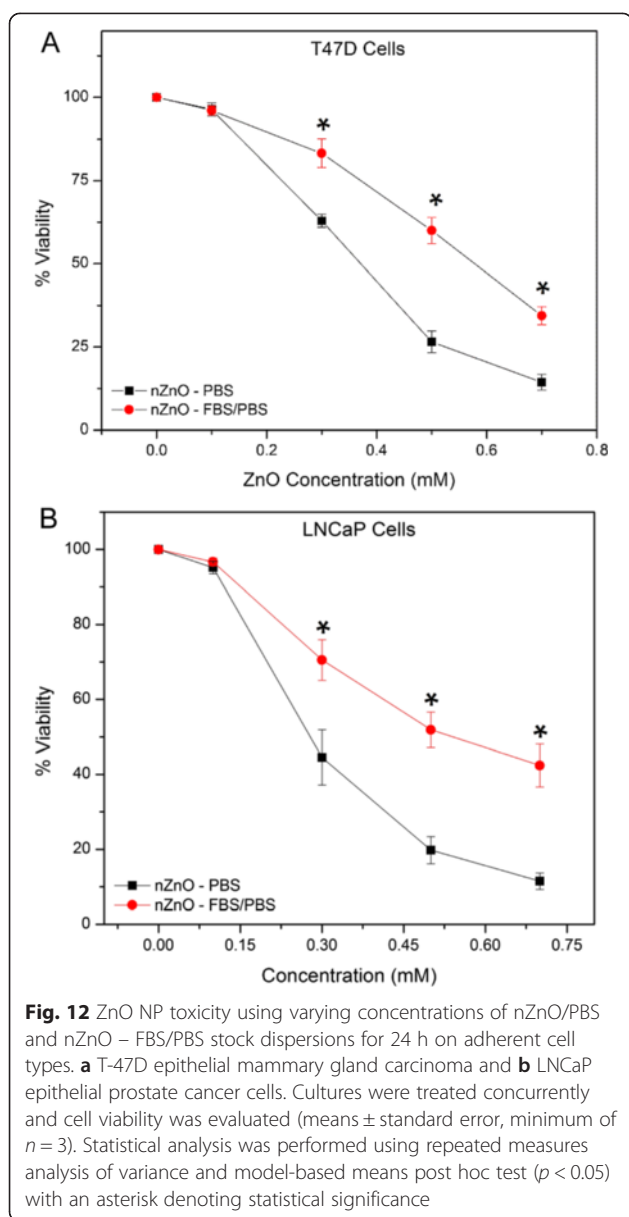 A
T47D Cells
100
75
50
25
0
% Viability
nZnO - PBS
nZnO - FBS/PBS
0.0 0.2 0.4 0.6 0.8
ZnO Concentration (mM)
B
LNCaP Cells
100
80
60
40
20
0
% Viability
nZnO - PBS
nZnO - FBS/PBS
0.00 0.15 0.30 0.45 0.60 0.75
Concentration (mM)
Fig. 12 ZnO NP toxicity using varying concentrations of nZnO/PBS
and nZnO – FBS/PBS stock dispersions for 24 h on adherent cell
types. a T-47D epithelial mammary gland carcinoma and b LNCaP
epithelial prostate cancer cells. Cultures were treated concurrently
and cell viability was evaluated (means ± standard error, minimum of
n = 3). Statistical analysis was performed using repeated measures
analysis of variance and model-based means post hoc test (p < 0.05)
with an asterisk denoting statistical significance